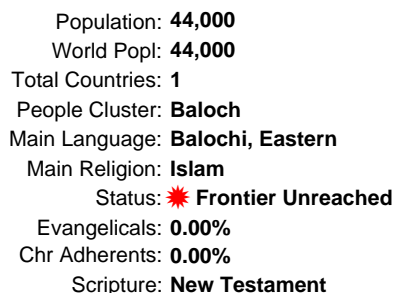 Population: 44,000
World Popl: 44,000
Total Countries: 1
People Cluster: Baloch
Main Language: Balochi, Eastern
Main Religion: Islam
Status: Frontier Unreached
Evangelicals: 0.00%
Chr Adherents: 0.00%
Scripture: New Testament